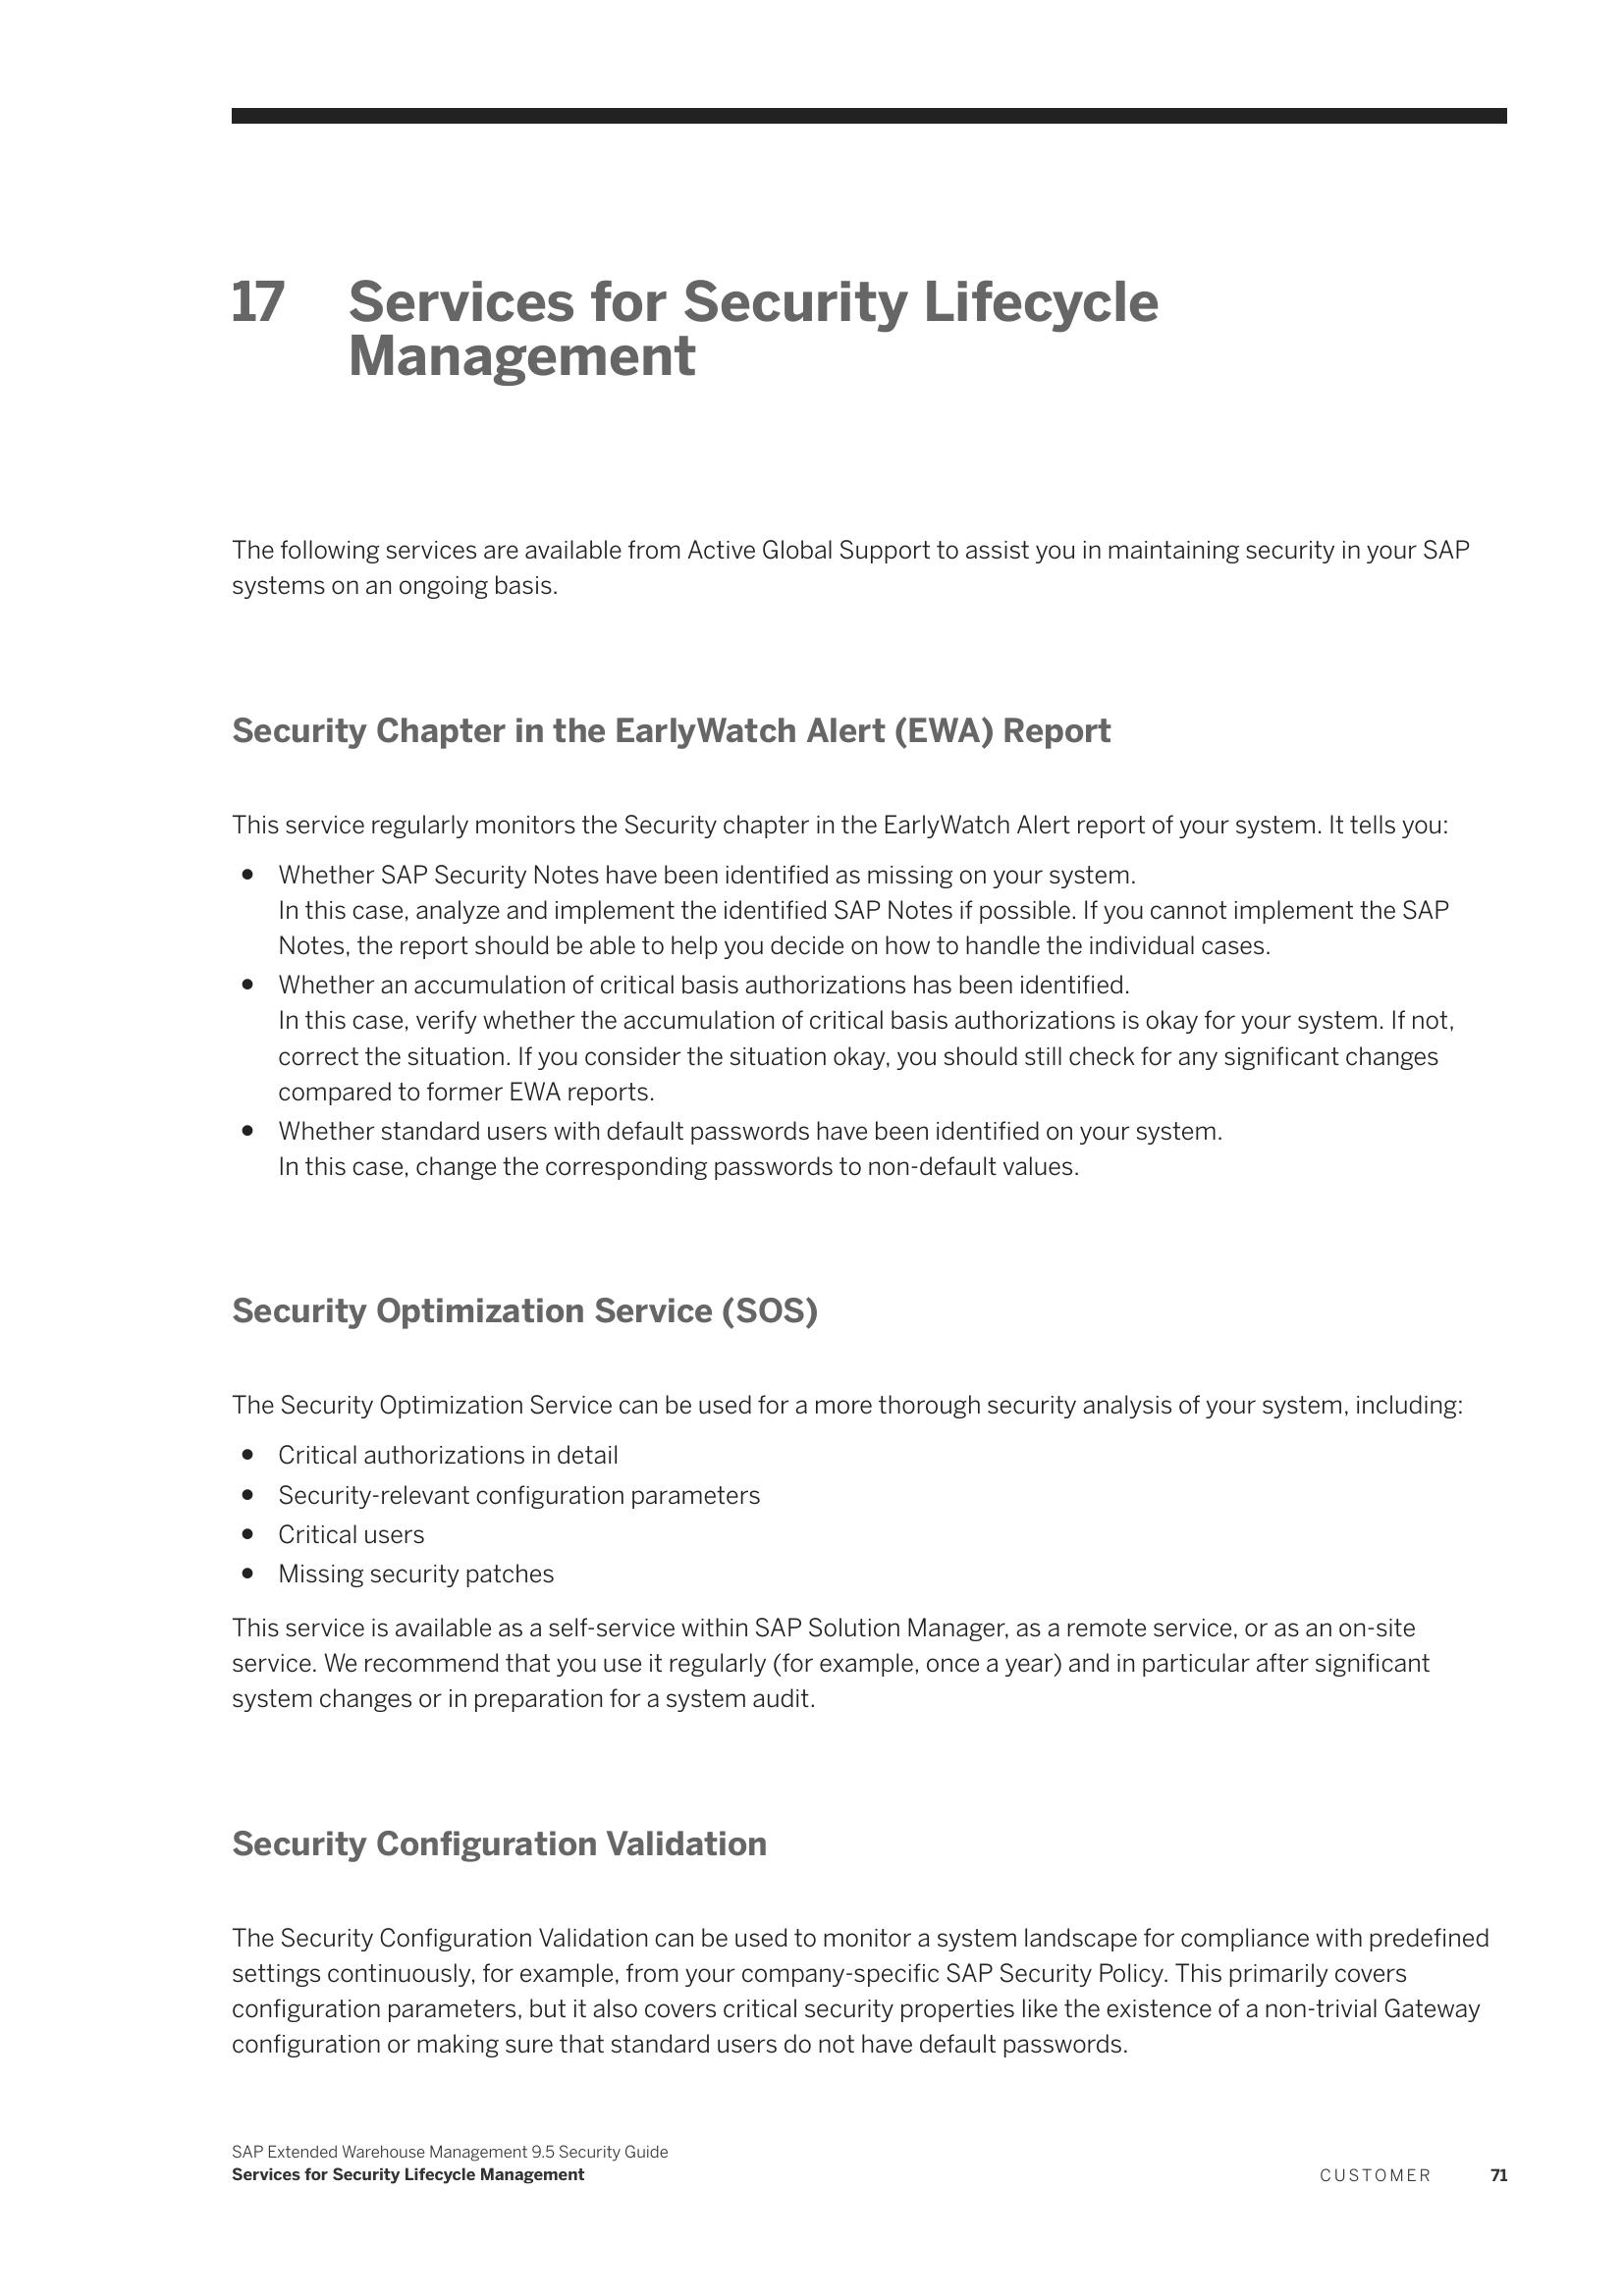 17 Services for Security Lifecycle
Management
The following services are available from Active Global Support to assist you in maintaining security in your SAP
systems on an ongoing basis.
Security Chapter in the EarlyWatch Alert (EWA) Report
This service regularly monitors the Security chapter in the EarlyWatch Alert report of your system. It tells you:
● Whether SAP Security Notes have been identified as missing on your system.
In this case, analyze and implement the identified SAP Notes if possible. If you cannot implement the SAP
Notes, the report should be able to help you decide on how to handle the individual cases.
● Whether an accumulation of critical basis authorizations has been identified.
In this case, verify whether the accumulation of critical basis authorizations is okay for your system. If not,
correct the situation. If you consider the situation okay, you should still check for any significant changes
compared to former EWA reports.
● Whether standard users with default passwords have been identified on your system.
In this case, change the corresponding passwords to non-default values.
Security Optimization Service (SOS)
The Security Optimization Service can be used for a more thorough security analysis of your system, including:
● Critical authorizations in detail
● Security-relevant configuration parameters
● Critical users
● Missing security patches
This service is available as a self-service within SAP Solution Manager, as a remote service, or as an on-site
service. We recommend that you use it regularly (for example, once a year) and in particular after significant
system changes or in preparation for a system audit.
Security Configuration Validation
The Security Configuration Validation can be used to monitor a system landscape for compliance with predefined
settings continuously, for example, from your company-specific SAP Security Policy. This primarily covers
configuration parameters, but it also covers critical security properties like the existence of a non-trivial Gateway
configuration or making sure that standard users do not have default passwords.
SAP Extended Warehouse Management 9.5 Security Guide
Services for Security Lifecycle Management CUSTOMER 71